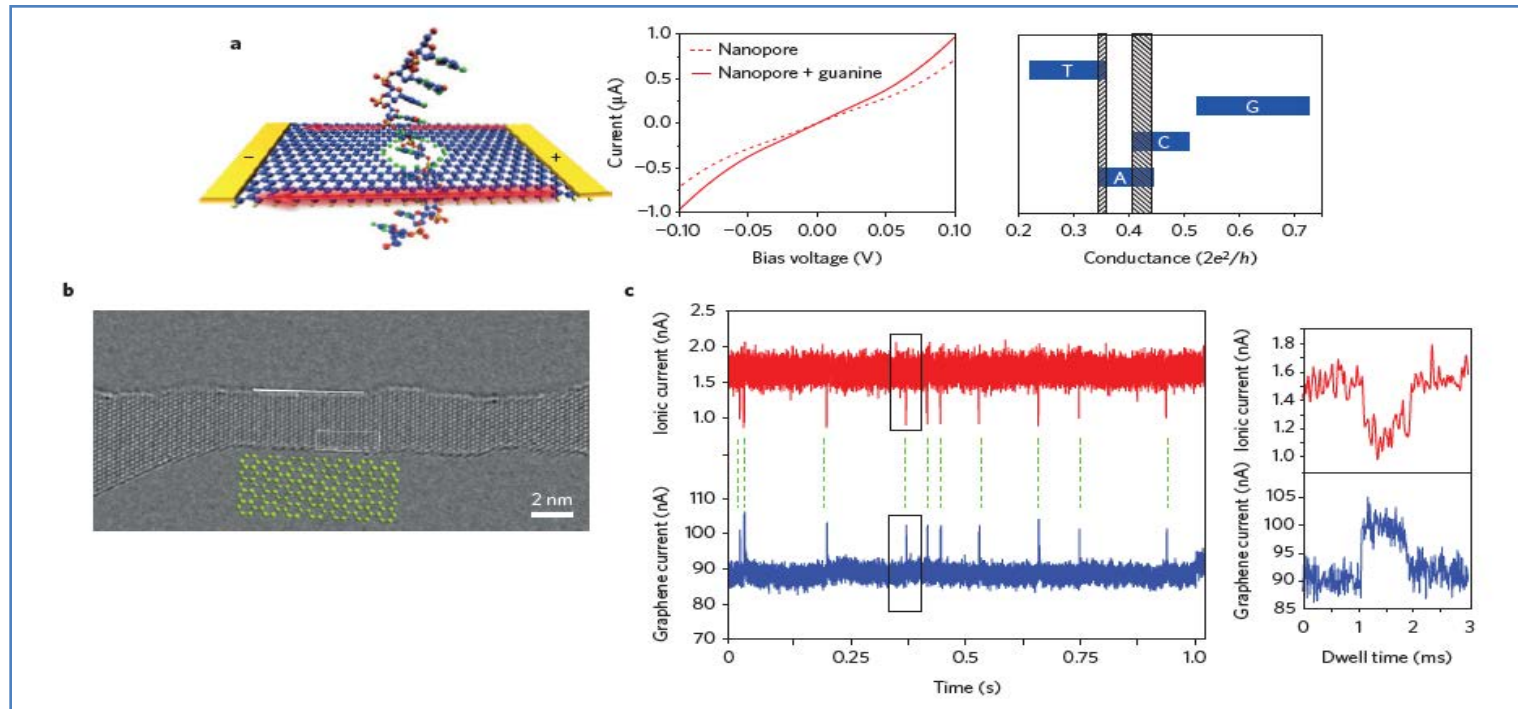 a
−
+
Current (μA)
1.0
0.5
0.0
−0.5
−1.0
Nanopore
Nanopore + guanine
−0.10
−0.05
0.00
0.05
0.10
Bias voltage (V)
T
G
C
A
0.2
0.3
0.4
0.5
0.6
0.7
Conductance (2e²/h)
b
2 nm
c
Ionic current (nA)
2.5
2.0
1.5
1.0
Graphene current (nA)
110
100
90
80
70
0
0.25
0.5
0.75
1.0
Time (s)
Ionic current (nA)
1.8
1.6
1.4
1.2
1.0
Graphene current (nA)
105
100
95
90
85
0
1
2
3
Dwell time (ms)